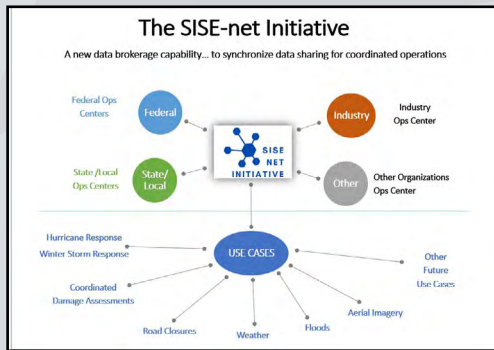 The SISE-net Initiative
A new data brokerage capability... to synchronize data sharing for coordinated operations
Federal Ops
Centers
Federal
Industry
Industry
Ops Center
SISE
NET
INITIATIVE
State /Local
Ops Centers
State/
Local
Other
Other Organizations
Ops Center
Hurricane Response
Winter Storm Response
USE CASES
Other
Future
Use Cases
Coordinated
Damage Assessments
Aerial Imagery
Road Closures
Weather
Floods